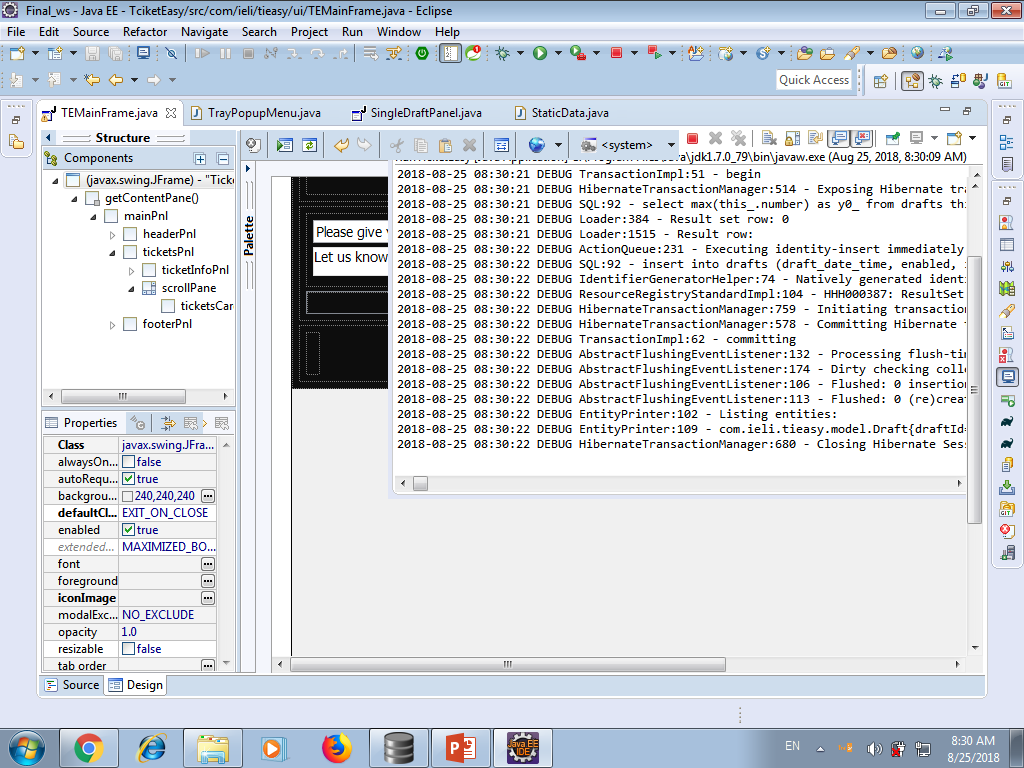 Final_ws - Java EE - TciketEasy/src/com/ieli/tieasy/ui/TEMainFrame.java - Eclipse
File Edit Source Refactor Navigate Search Project Run Window Help
Quick Access
TEMainFrame.java TrayPopupMenu.java SingleDraftPanel.java StaticData.java
Structure
Components
(javax.swing.JFrame) - "Ticke
getContentPane()
mainPnl
headerPnl
ticketsPnl
ticketInfoPnl
scrollPane
ticketsCar
footerPnl
Properties
Class javax.swing.JFra...
alwaysOn... false
autoRequ... true
backgrou... 240,240,240
defaultCl... EXIT_ON_CLOSE
enabled true
extended... MAXIMIZED_BO...
font
foreground
iconImage
modalExc... NO_EXCLUDE
opacity 1.0
resizable false
tab order
Source Design
Palette
<system>
Please give
Let us know
\jdk1.7.0_79\bin\javaw.exe (Aug 25, 2018, 8:30:09 AM)
2018-08-25 08:30:21 DEBUG TransactionImpl:51 - begin
2018-08-25 08:30:21 DEBUG HibernateTransactionManager:514 - Exposing Hibernate tra
2018-08-25 08:30:21 DEBUG SQL:92 - select max(this_.number) as y0_ from drafts thi
2018-08-25 08:30:21 DEBUG Loader:384 - Result set row: 0
2018-08-25 08:30:21 DEBUG Loader:1515 - Result row:
2018-08-25 08:30:22 DEBUG ActionQueue:231 - Executing identity-insert immediately
2018-08-25 08:30:22 DEBUG SQL:92 - insert into drafts (draft_date_time, enabled,
2018-08-25 08:30:22 DEBUG IdentifierGeneratorHelper:74 - Natively generated identi
2018-08-25 08:30:22 DEBUG ResourceRegistryStandardImpl:104 - HHH000387: ResultSet
2018-08-25 08:30:22 DEBUG HibernateTransactionManager:759 - Initiating transaction
2018-08-25 08:30:22 DEBUG HibernateTransactionManager:578 - Committing Hibernate t
2018-08-25 08:30:22 DEBUG TransactionImpl:62 - committing
2018-08-25 08:30:22 DEBUG AbstractFlushingEventListener:132 - Processing flush-tim
2018-08-25 08:30:22 DEBUG AbstractFlushingEventListener:174 - Dirty checking colle
2018-08-25 08:30:22 DEBUG AbstractFlushingEventListener:106 - Flushed: 0 insertion
2018-08-25 08:30:22 DEBUG AbstractFlushingEventListener:113 - Flushed: 0 (re)creat
2018-08-25 08:30:22 DEBUG EntityPrinter:102 - Listing entities:
2018-08-25 08:30:22 DEBUG EntityPrinter:109 - com.ieli.tieasy.model.Draft{draftId=
2018-08-25 08:30:22 DEBUG HibernateTransactionManager:680 - Closing Hibernate Sess
Java EE
IDE
EN
8:30 AM
8/25/2018